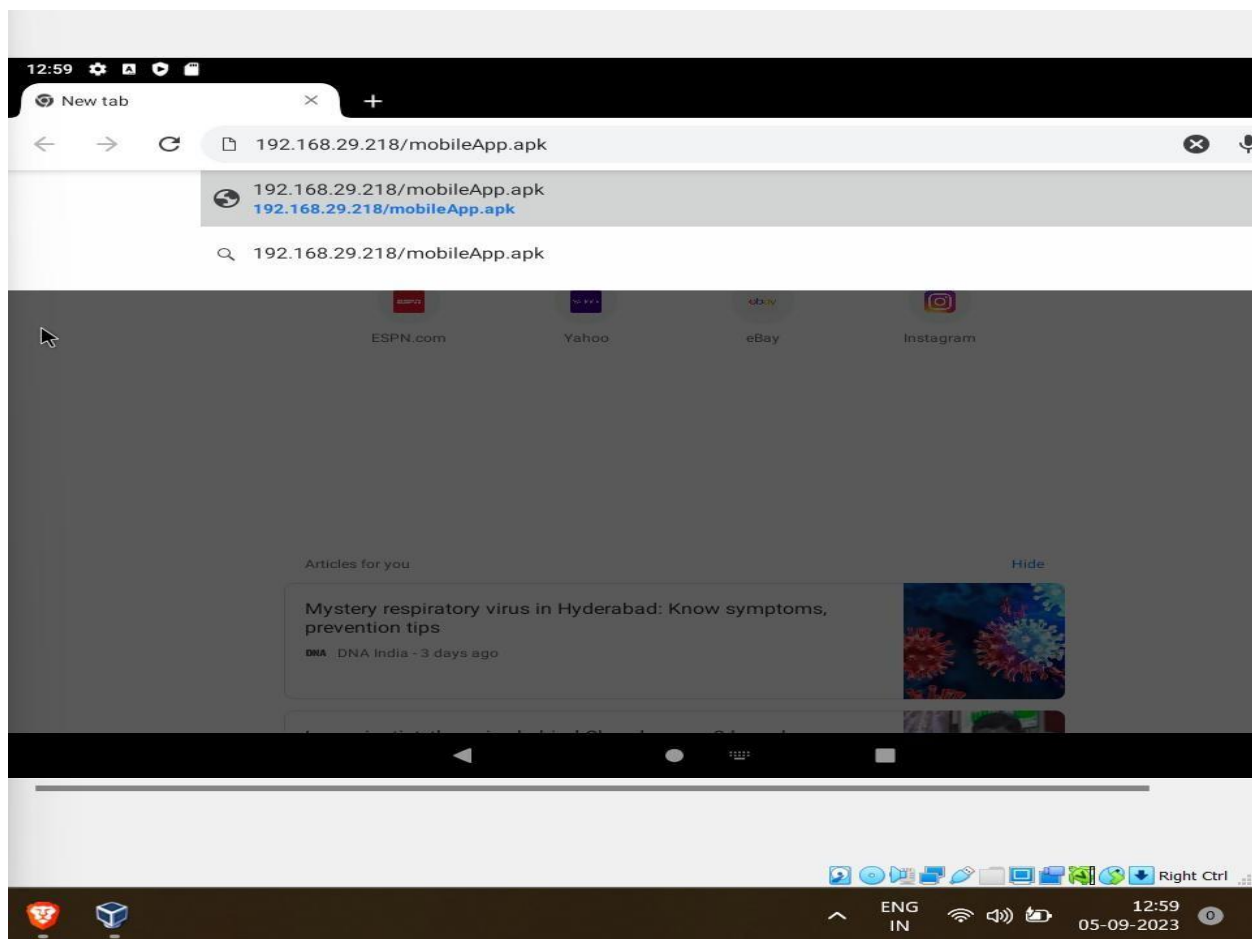 12:59
New tab
192.168.29.218/mobileApp.apk
192.168.29.218/mobileApp.apk
192.168.29.218/mobileApp.apk
192.168.29.218/mobileApp.apk
ESPN.com Yahoo eBay Instagram
Articles for you Hide
Mystery respiratory virus in Hyderabad: Know symptoms,
prevention tips
DNA DNA India - 3 days ago
Right Ctrl
ENG 12:59
IN 05-09-2023 0